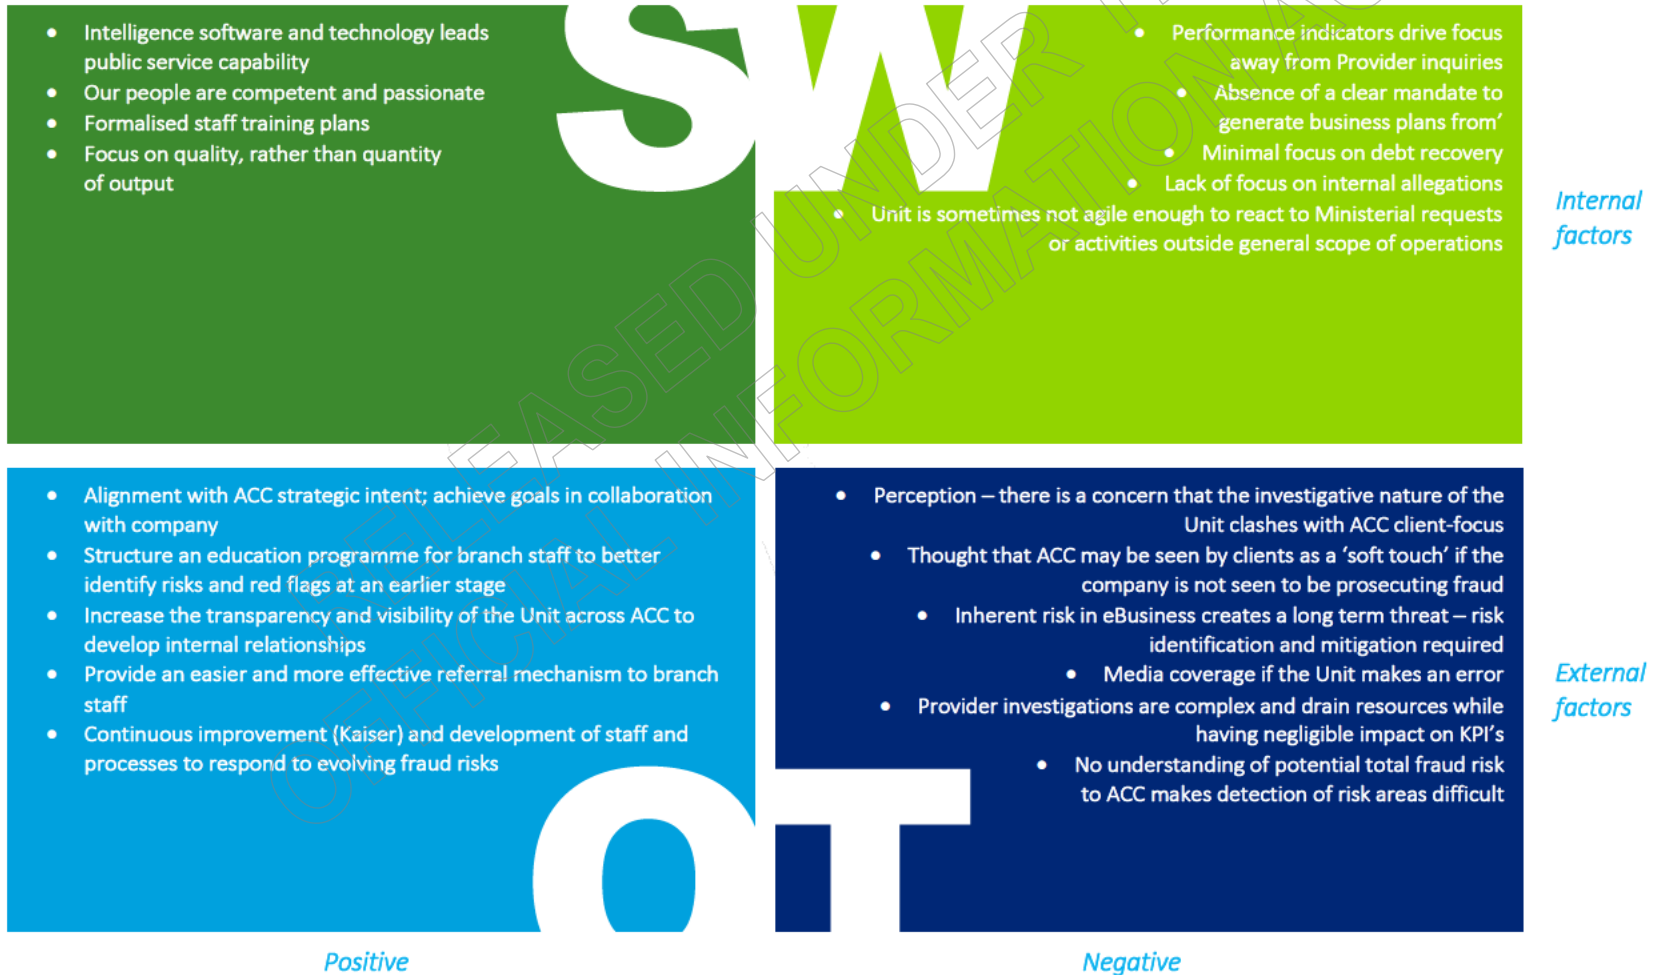 S
• Intelligence software and technology leads
public service capability
• Our people are competent and passionate
• Formalised staff training plans
• Focus on quality, rather than quantity
of output
W
• Performance indicators drive focus
away from Provider inquiries
• Absence of a clear mandate to
generate business plans from’
• Minimal focus on debt recovery
• Lack of focus on internal allegations
• Unit is sometimes not agile enough to react to Ministerial requests
or activities outside general scope of operations
Internal
factors
• Alignment with ACC strategic intent; achieve goals in collaboration
with company
• Structure an education programme for branch staff to better
identify risks and red flags at an earlier stage
• Increase the transparency and visibility of the Unit across ACC to
develop internal relationships
• Provide an easier and more effective referral mechanism to branch
staff
• Continuous improvement (Kaiser) and development of staff and
processes to respond to evolving fraud risks
O
• Perception – there is a concern that the investigative nature of the
Unit clashes with ACC client-focus
• Thought that ACC may be seen by clients as a ‘soft touch’ if the
company is not seen to be prosecuting fraud
• Inherent risk in eBusiness creates a long term threat – risk
identification and mitigation required
• Media coverage if the Unit makes an error
• Provider investigations are complex and drain resources while
having negligible impact on KPI’s
• No understanding of potential total fraud risk
to ACC makes detection of risk areas difficult
T
External
factors
Positive
Negative
RELEASED UNDER
OFFICIAL INFORMATION